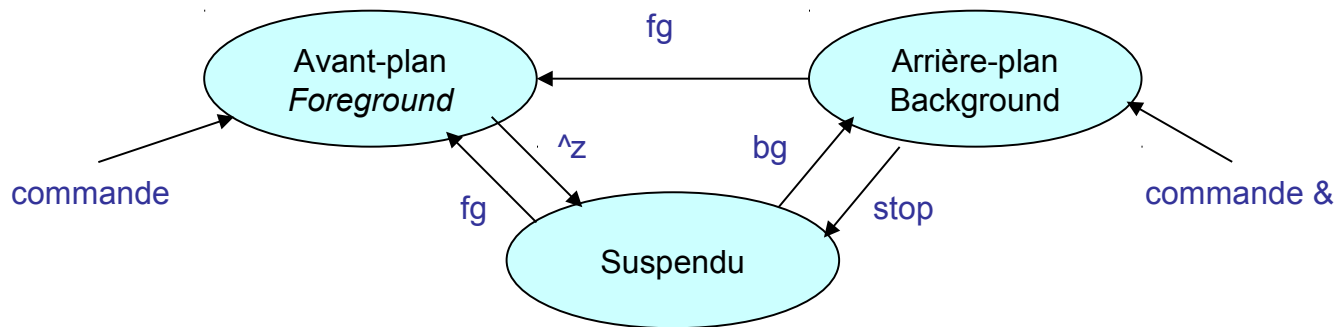 fg
Avant-plan
Foreground
Arrière-plan
Background
^z
bg
commande
fg
stop
commande &
Suspendu